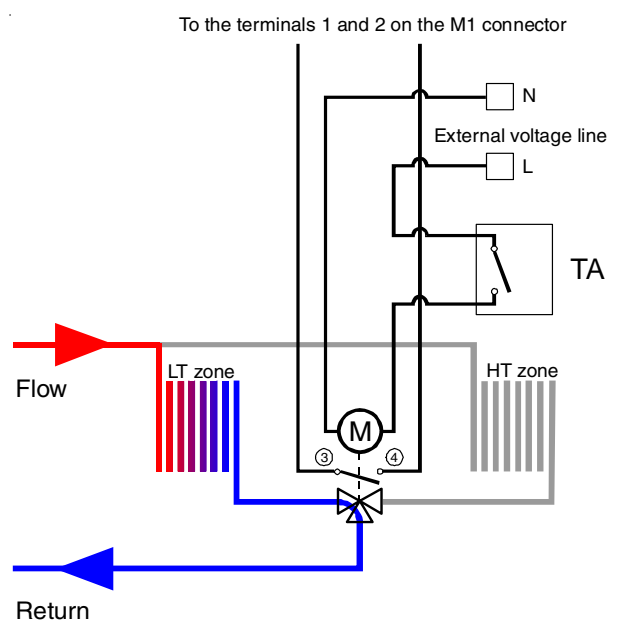 To the terminals 1 and 2 on the M1 connector
N
External voltage line
L
TA
LT zone
HT zone
Flow
M
3
4
Return